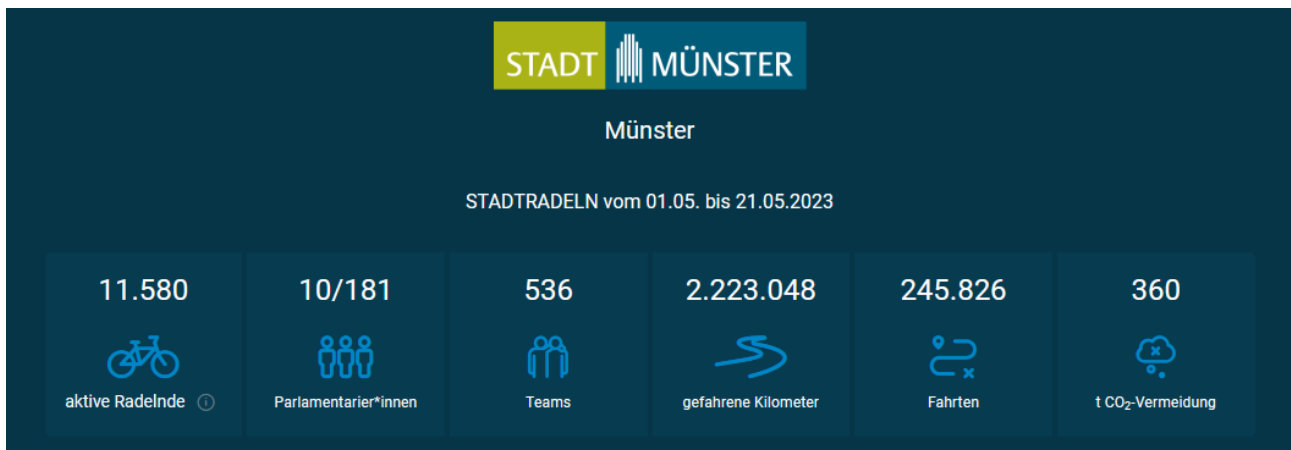 STADT MÜNSTER
Münster
STADTRADELN vom 01.05. bis 21.05.2023
11.580
10/181
536
2.223.048
245.826
360
aktive Radelnde
Parlamentarier*innen
Teams
gefahrene Kilometer
Fahrten
t CO₂-Vermeidung